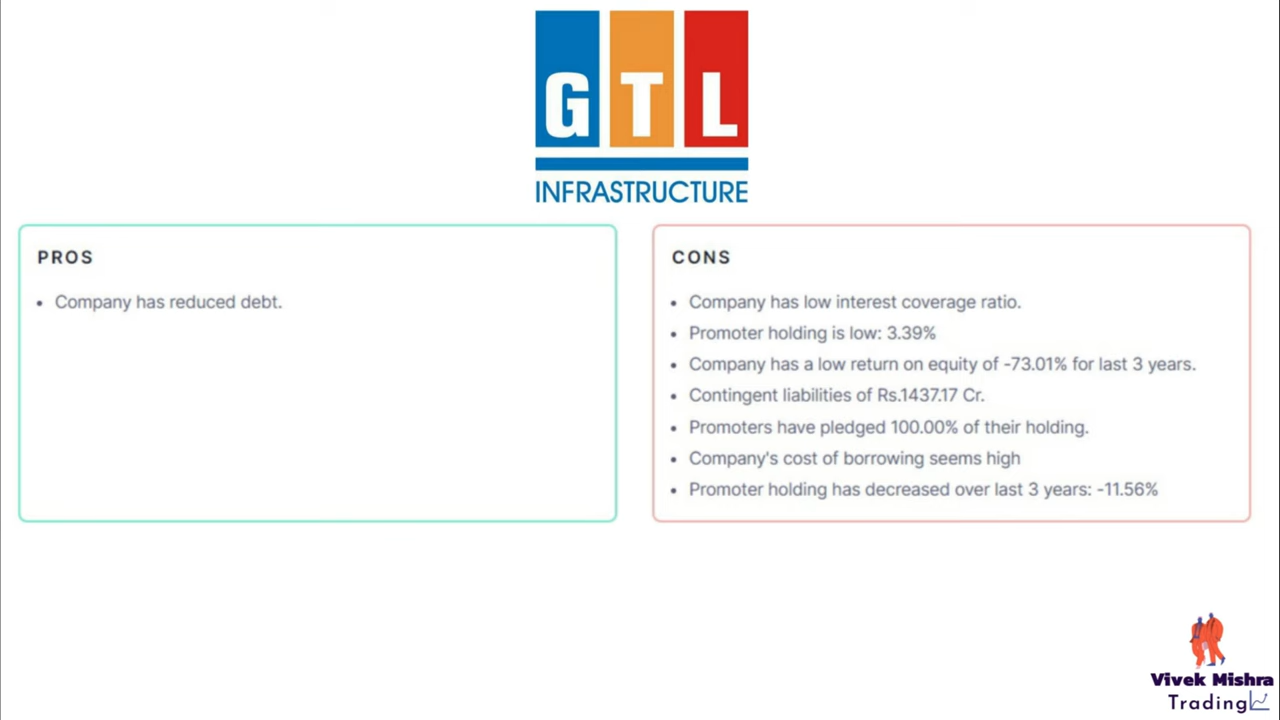 GTL
INFRASTRUCTURE
PROS
• Company has reduced debt.
CONS
• Company has low interest coverage ratio.
• Promoter holding is low: 3.39%
• Company has a low return on equity of -73.01% for last 3 years.
• Contingent liabilities of Rs.1437.17 Cr.
• Promoters have pledged 100.00% of their holding.
• Company's cost of borrowing seems high
• Promoter holding has decreased over last 3 years: -11.56%
Vivek Mishra
Trading